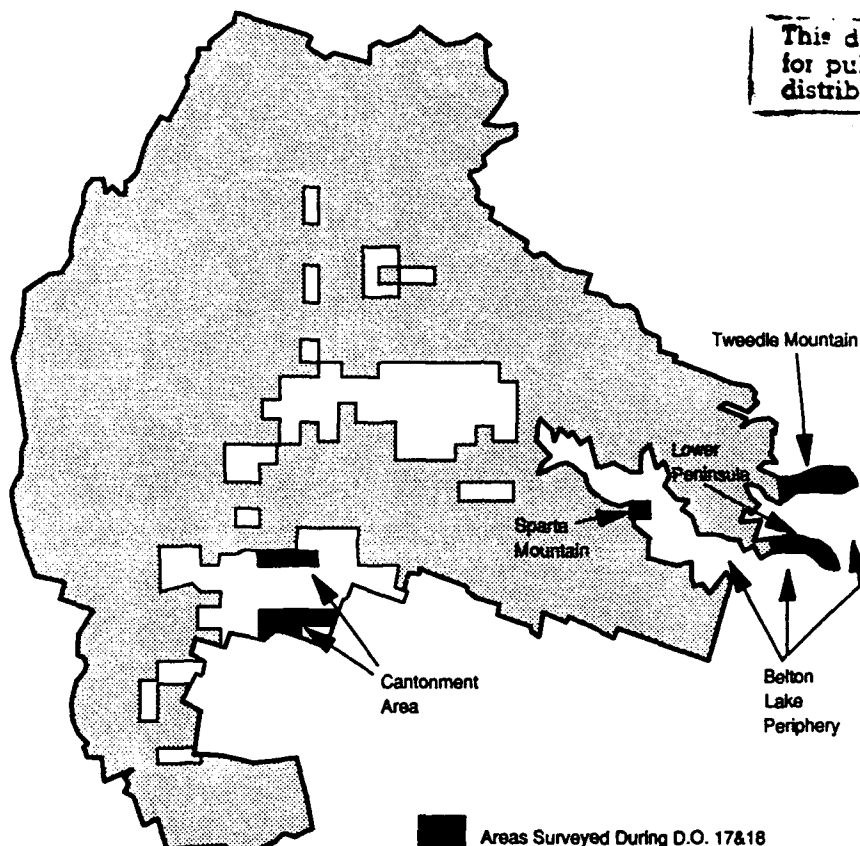 This d
for pu
distrib
Tweedle Mountain
Lower
Peninsula
Sparta
Mountain
Cantonment
Area
Belton
Lake
Periphery
Areas Surveyed During D.O. 17&18